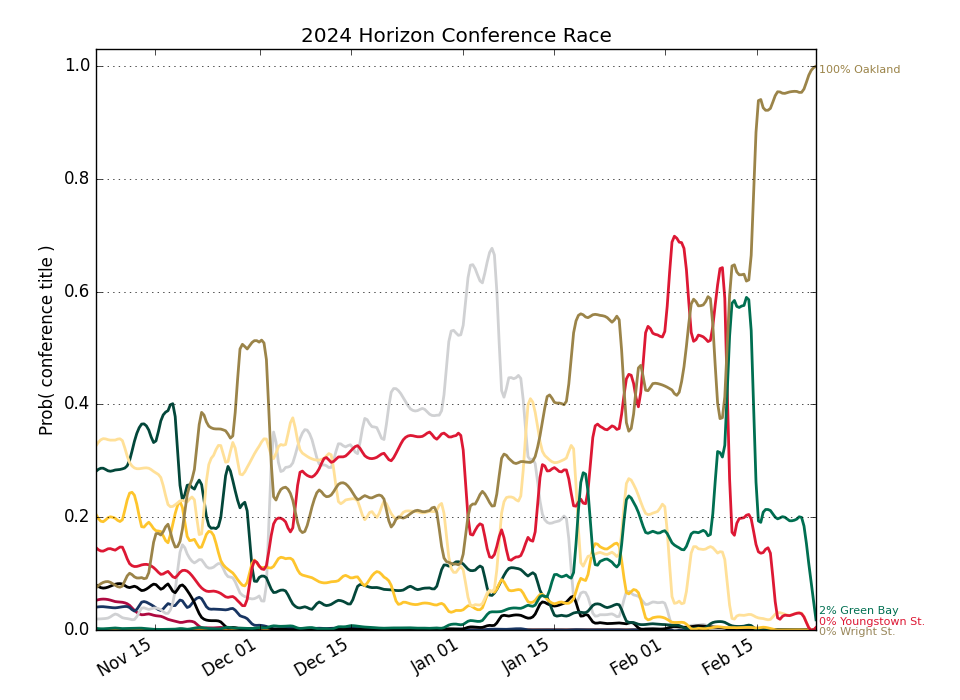 2024 Horizon Conference Race
1.0
0.8
0.6
0.4
0.2
0.0
Prob( conference title )
Nov 15
Dec 01
Dec 15
Jan 01
Jan 15
Feb 01
Feb 15
100% Oakland
2% Green Bay
0% Youngstown St.
0% Wright St.